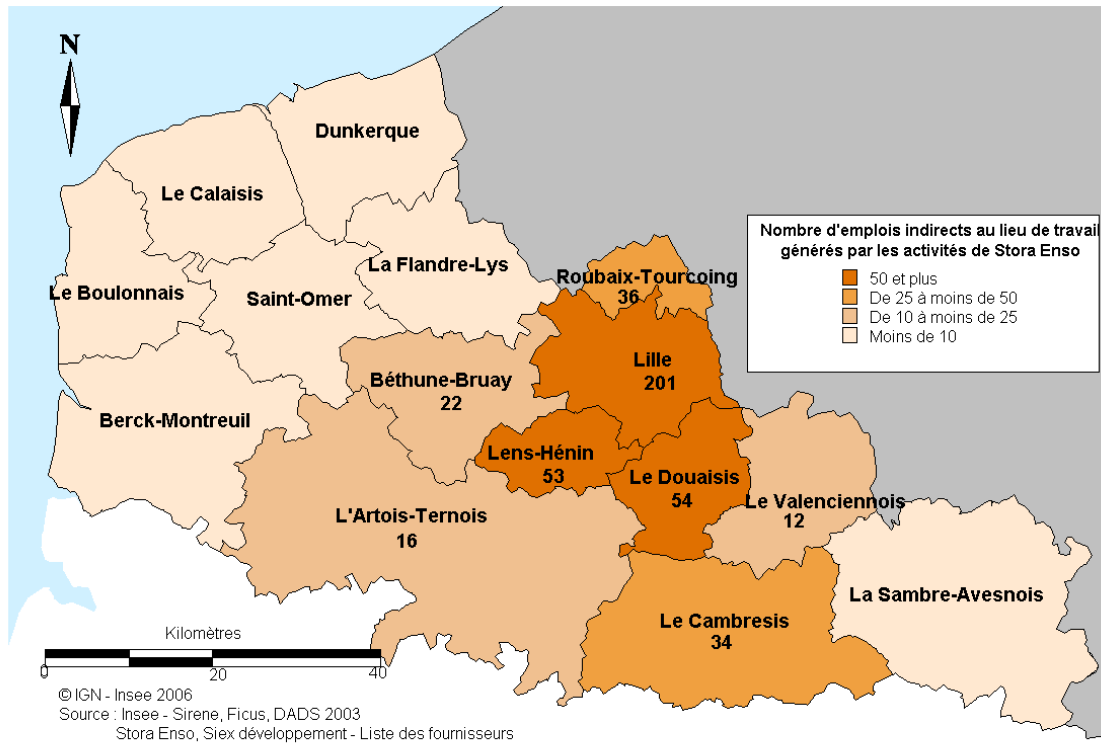 N
Dunkerque
Le Calaisis
La Flandre-Lys
Le Boulonnais
Saint-Omer
Berck-Montreuil
Béthune-Bruay
22
Roubaix-Tourcoing
36
Lille
201
Lens-Hénin
53
Le Douaisis
54
Le Valenciennois
12
L'Artois-Ternois
16
La Sambre-Avesnois
Le Cambresis
34
Nombre d'emplois indirects au lieu de travail
générés par les activités de Stora Enso
50 et plus
De 25 à moins de 50
De 10 à moins de 25
Moins de 10
Kilomètres
0 20 40
© IGN - Insee 2006
Source : Insee - Sirene, Ficus, DADS 2003
Stora Enso, Siex développement - Liste des fournisseurs